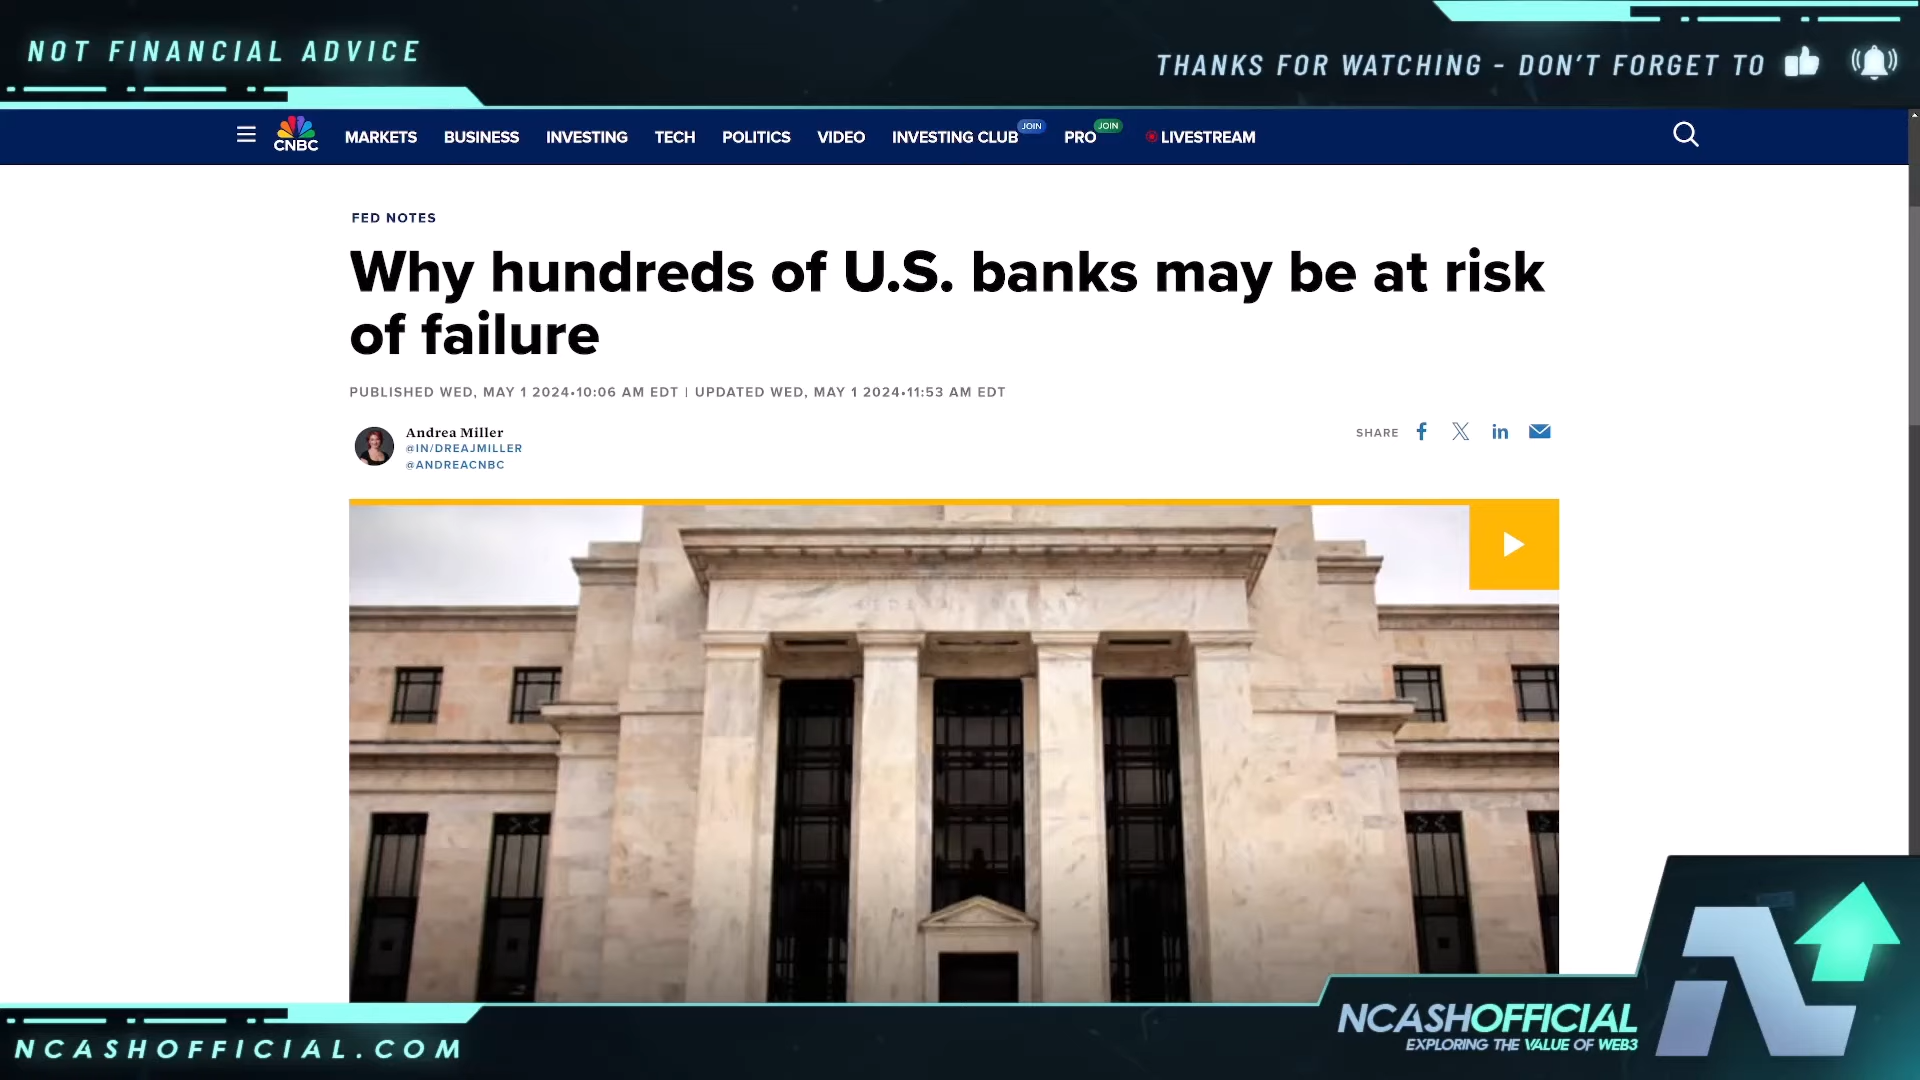 NOT FINANCIAL ADVICE
THANKS FOR WATCHING - DON'T FORGET TO
CNBC
MARKETS
BUSINESS
INVESTING
TECH
POLITICS
VIDEO
INVESTING CLUB
JOIN
PRO
JOIN
LIVESTREAM
FED NOTES
Why hundreds of U.S. banks may be at risk
of failure
PUBLISHED WED, MAY 1 2024•10:06 AM EDT | UPDATED WED, MAY 1 2024•11:53 AM EDT
Andrea Miller
@IN/DREAJMILLER
@ANDREACNBC
SHARE
FEDERAL RESERVE
NCASHOFFICIAL.COM
NCASHOFFICIAL
EXPLORING THE VALUE OF WEB3